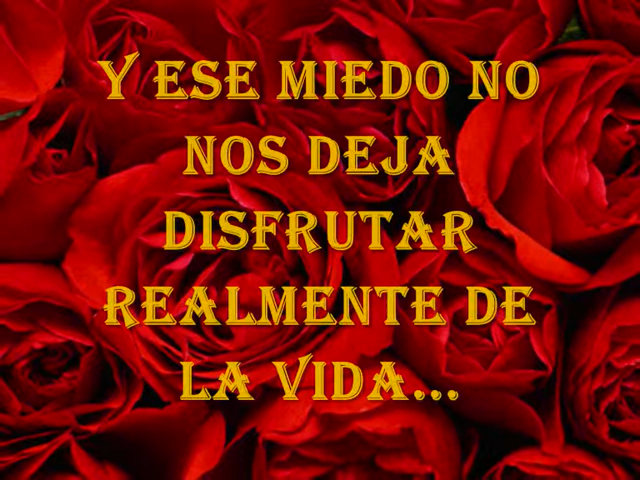 Y ESE MIEDO NO
NOS DEJA
DISFRUTAR
REALMENTE DE
LA VIDA...